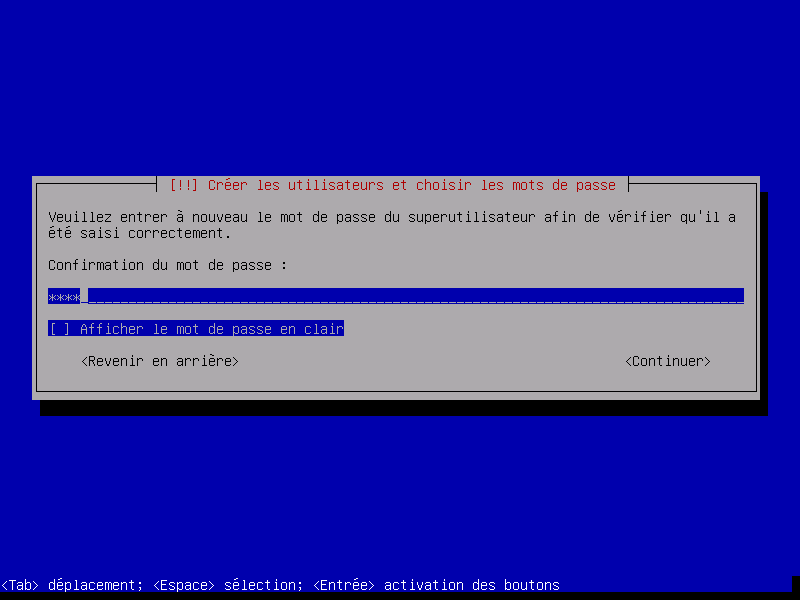 [!!] Créer les utilisateurs et choisir les mots de passe
Veuillez entrer à nouveau le mot de passe du superutilisateur afin de vérifier qu'il a
été saisi correctement.
Confirmation du mot de passe :
****
[ ] Afficher le mot de passe en clair
<Revenir en arrière> <Continuer>
<Tab> déplacement; <Espace> sélection; <Entrée> activation des boutons